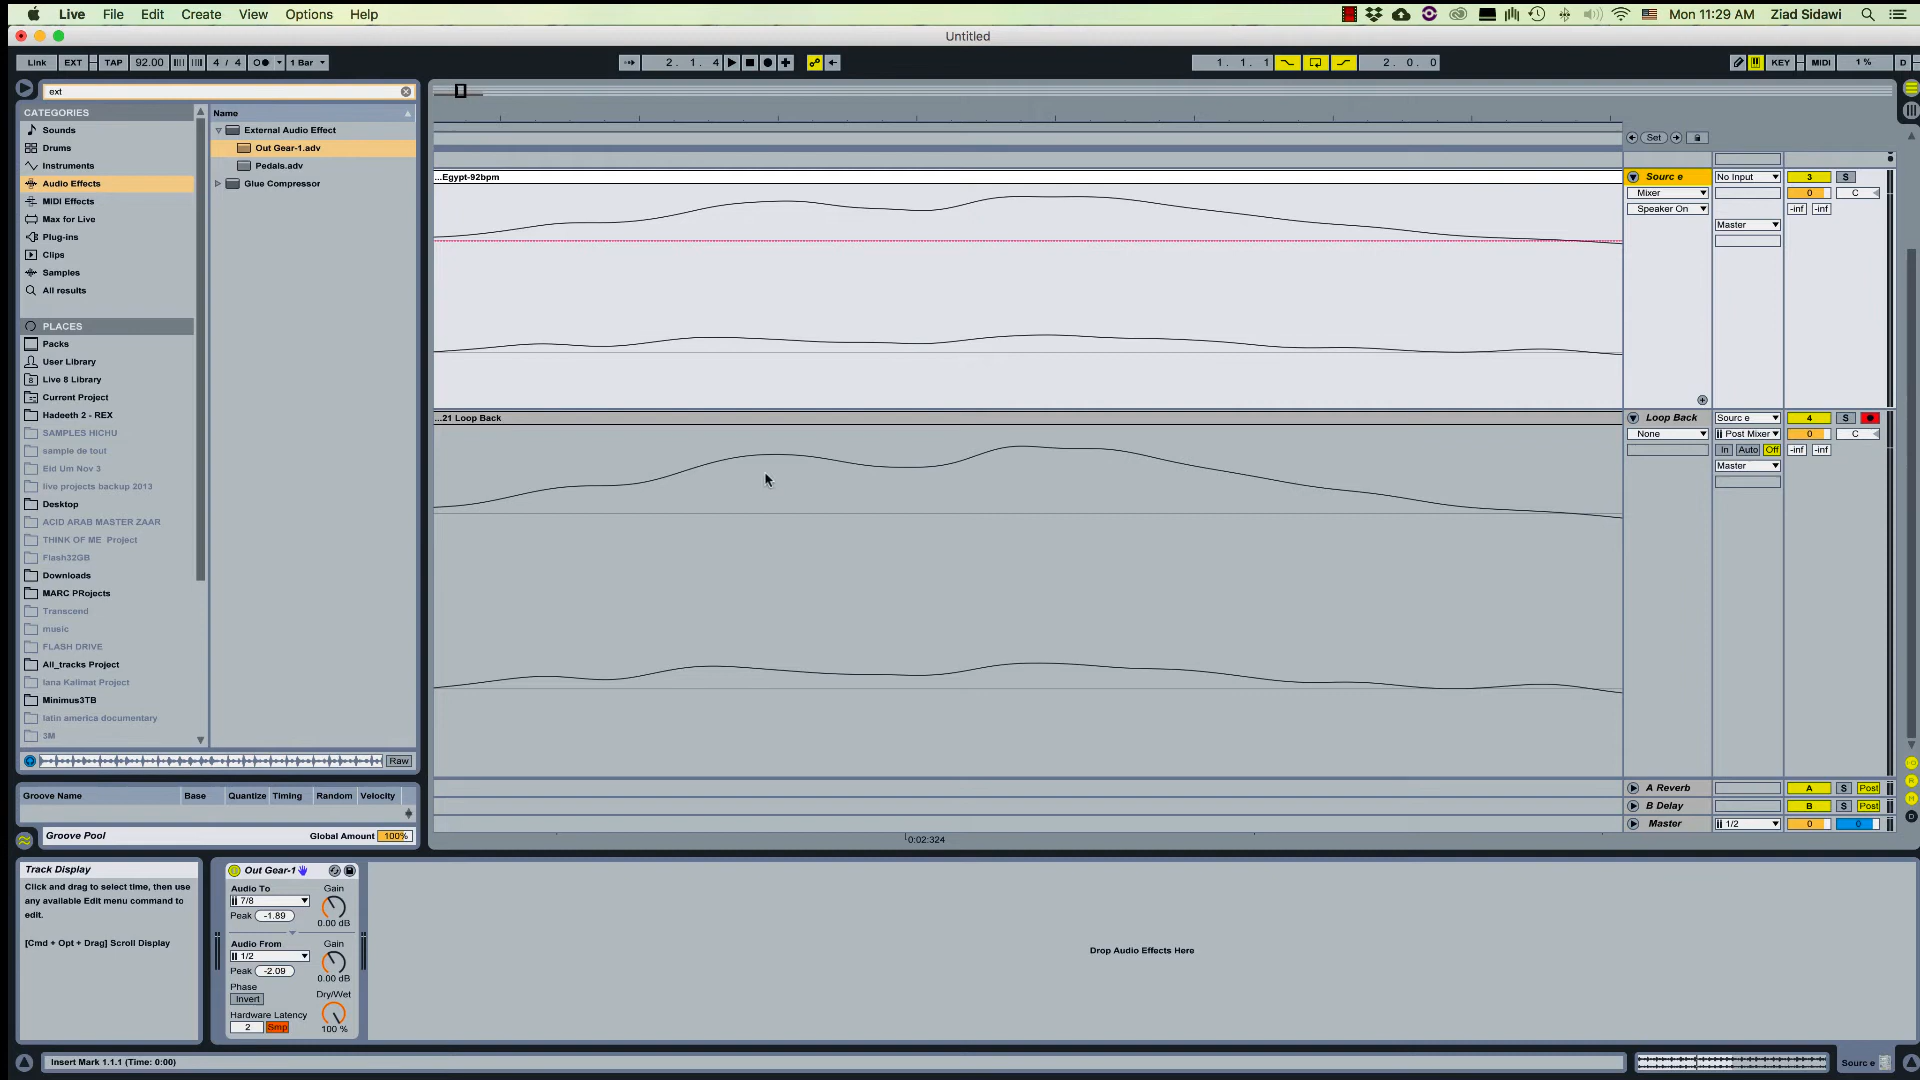 Live File Edit Create View Options Help
Mon 11:29 AM Ziad Sidawi
Untitled
Link EXT TAP 92.00 4 / 4 1 Bar
2. 1. 4
1. 1. 1 2. 0. 0
KEY MIDI 1 % D
ext
CATEGORIES
Sounds
Drums
Instruments
Audio Effects
MIDI Effects
Max for Live
Plug-ins
Clips
Samples
All results
PLACES
Packs
User Library
Live 8 Library
Current Project
Hadeeth 2 - REX
SAMPLES HICHU
sample de tout
Eid Um Nov 3
live projects backup 2013
Desktop
ACID ARAB MASTER ZAAR
THINK OF ME Project
Flash32GB
Downloads
MARC PRojects
Transcend
music
FLASH DRIVE
All_tracks Project
lana Kalimat Project
Minimus3TB
latin america documentary
3M
Name
External Audio Effect
Out Gear-1.adv
Pedals.adv
Glue Compressor
Raw
Groove Name Base Quantize Timing Random Velocity
Groove Pool Global Amount 100%
Set
...Egypt-92bpm
Sourc e No Input 3 S
Mixer 0 C
Speaker On -inf -inf
Master
...21 Loop Back
Loop Back Sourc e 4 S
None Post Mixer 0 C
In Auto Off -inf -inf
Master
A Reverb A S Post
B Delay B S Post
Master 1/2 0 0
0:02:324
Track Display
Click and drag to select time, then use
any available Edit menu command to
edit.
[Cmd + Opt + Drag] Scroll Display
Out Gear-1
Audio To Gain
7/8
Peak -1.89 0.00 dB
Audio From Gain
1/2
Peak -2.09 0.00 dB
Phase Dry/Wet
Invert
Hardware Latency
2 Smp 100 %
Drop Audio Effects Here
Insert Mark 1.1.1 (Time: 0:00)
Sourc e